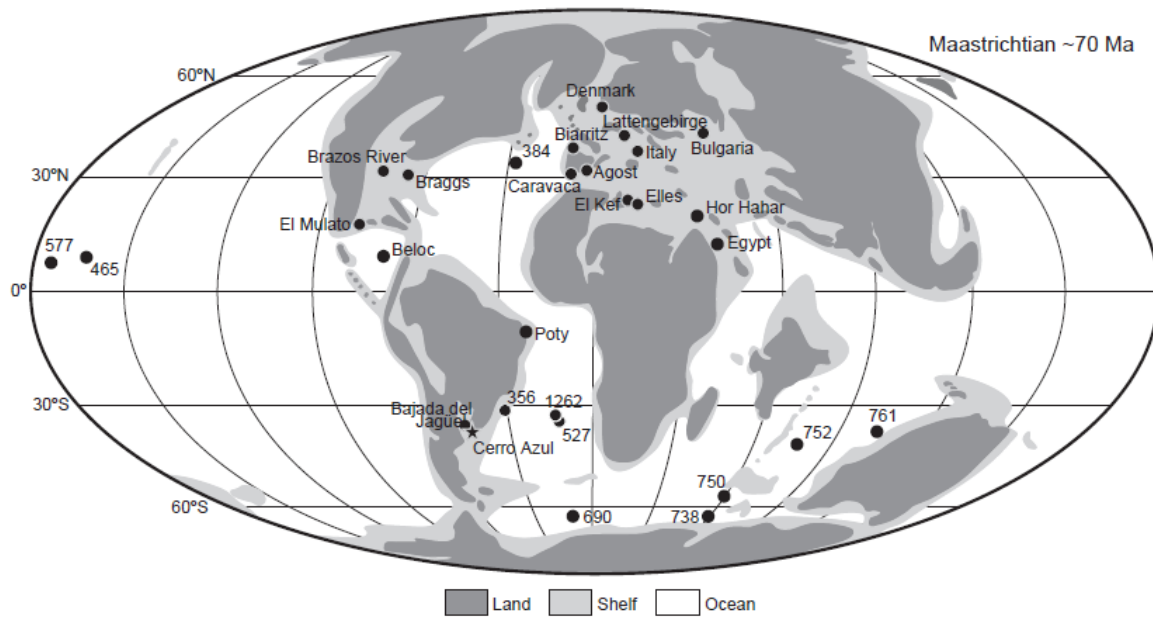 Maastrichtian ~70 Ma
60ºN
Denmark
Lattengebirge
Biarritz
Bulgaria
384
Italy
Brazos River
30ºN
Braggs
Caravaca
Agost
El Kef
Elles
Hor Hahar
El Mulato
Egypt
577
465
Beloc
0º
Poty
30ºS
356
1262
Bajada del
Jagüel
527
Cerro Azul
761
752
750
60ºS
690
738
Land
Shelf
Ocean